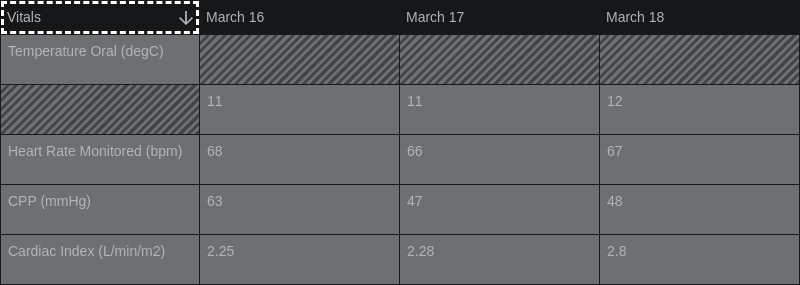 Vitals March 16 March 17 March 18
Temperature Oral (degC)
11 11 12
Heart Rate Monitored (bpm) 68 66 67
CPP (mmHg) 63 47 48
Cardiac Index (L/min/m2) 2.25 2.28 2.8